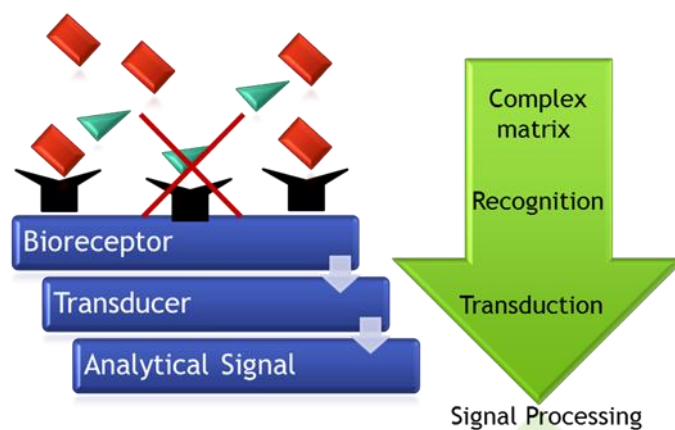 Complex
matrix
Recognition
Bioreceptor
Transducer
Transduction
Analytical Signal
Signal Processing